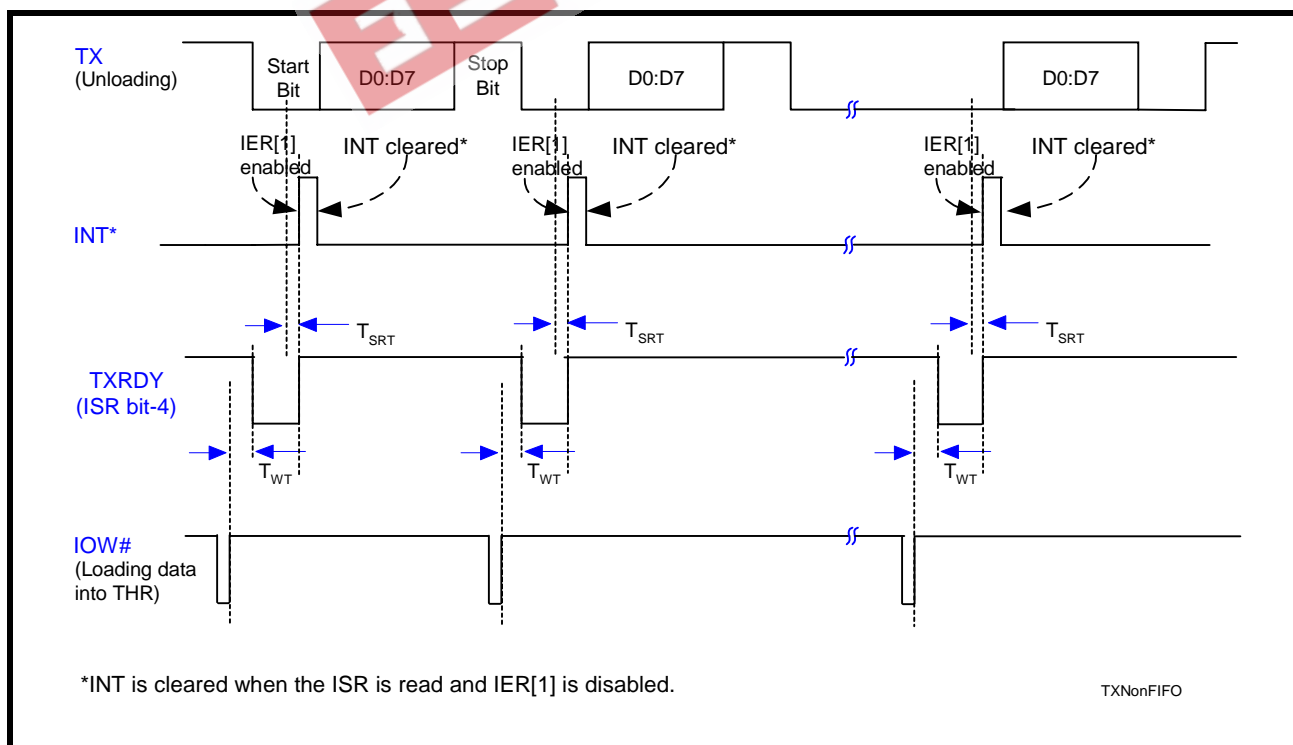 TX
(Unloading)
Start
Bit
D0:D7
Stop
Bit
D0:D7
D0:D7
IER[1]
enabled
INT cleared*
IER[1]
enabled
INT cleared*
IER[1]
enabled
INT cleared*
INT*
TSRT
TSRT
TSRT
TXRDY
(ISR bit-4)
TWT
TWT
TWT
IOW#
(Loading data
into THR)
*INT is cleared when the ISR is read and IER[1] is disabled.
TXNonFIFO